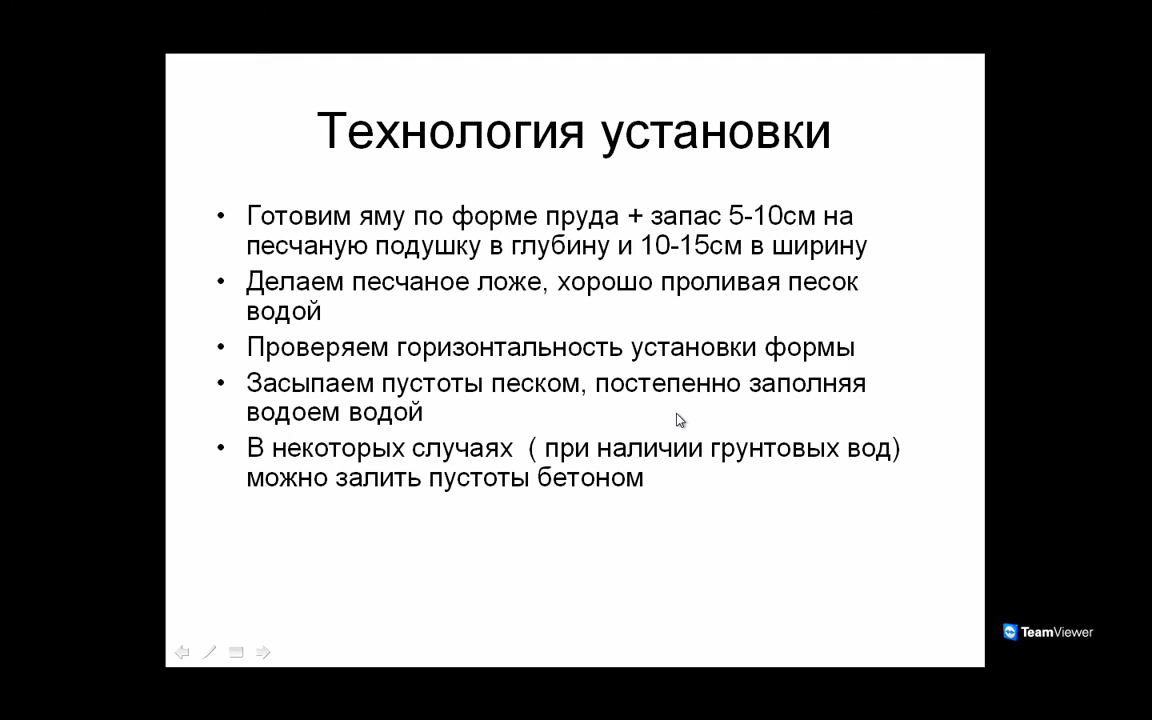 Технология установки
• Готовим яму по форме пруда + запас 5-10см на
песчаную подушку в глубину и 10-15см в ширину
• Делаем песчаное ложе, хорошо проливая песок
водой
• Проверяем горизонтальность установки формы
• Засыпаем пустоты песком, постепенно заполняя
водоем водой
• В некоторых случаях ( при наличии грунтовых вод)
можно залить пустоты бетоном
TeamViewer